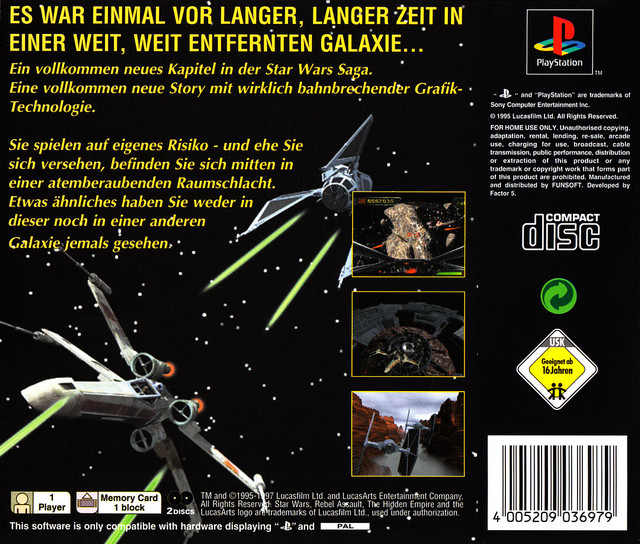 ES WAR EINMAL VOR LANGER, LANGER ZEIT IN
EINER WEIT, WEIT ENTFERNTEN GALAXIE...
Ein vollkommen neues Kapitel in der Star Wars Saga.
Eine vollkommen neue Story mit wirklich bahnbrechender Grafik-
Technologie.
Sie spielen auf eigenes Risiko - und ehe Sie
sich versehen, befinden Sie sich mitten in
einer atemberaubenden Raumschlacht.
Etwas ähnliches haben Sie weder in
dieser noch in einer anderen
Galaxie jemals gesehen.
PlayStation
TM
" " and "PlayStation" are trademarks of
Sony Computer Entertainment Inc.
© 1995 Lucasfilm Ltd. All Rights Reserved.
FOR HOME USE ONLY. Unauthorised copying,
adaptation, rental, lending, re-sale, arcade
use, charging for use, broadcast, cable
transmission, public performance, distribution
or extraction of this product or any
trademark or copyright work that forms part
of this product are prohibited. Manufactured
and distributed by FUNSOFT. Developed by
Factor 5.
COMPACT
disc
USK
Geeignet ab
16 Jahren
1
Player
Memory Card
1 block
2 DISCS
TM and ©1995-1997 Lucasfilm Ltd. and LucasArts Entertainment Company.
All Rights Reserved. Star Wars, Rebel Assault, The Hidden Empire and the
LucasArts logo are trademarks of Lucasfilm Ltd., used under authorization.
This software is only compatible with hardware displaying " " and PAL
4 005209 036979